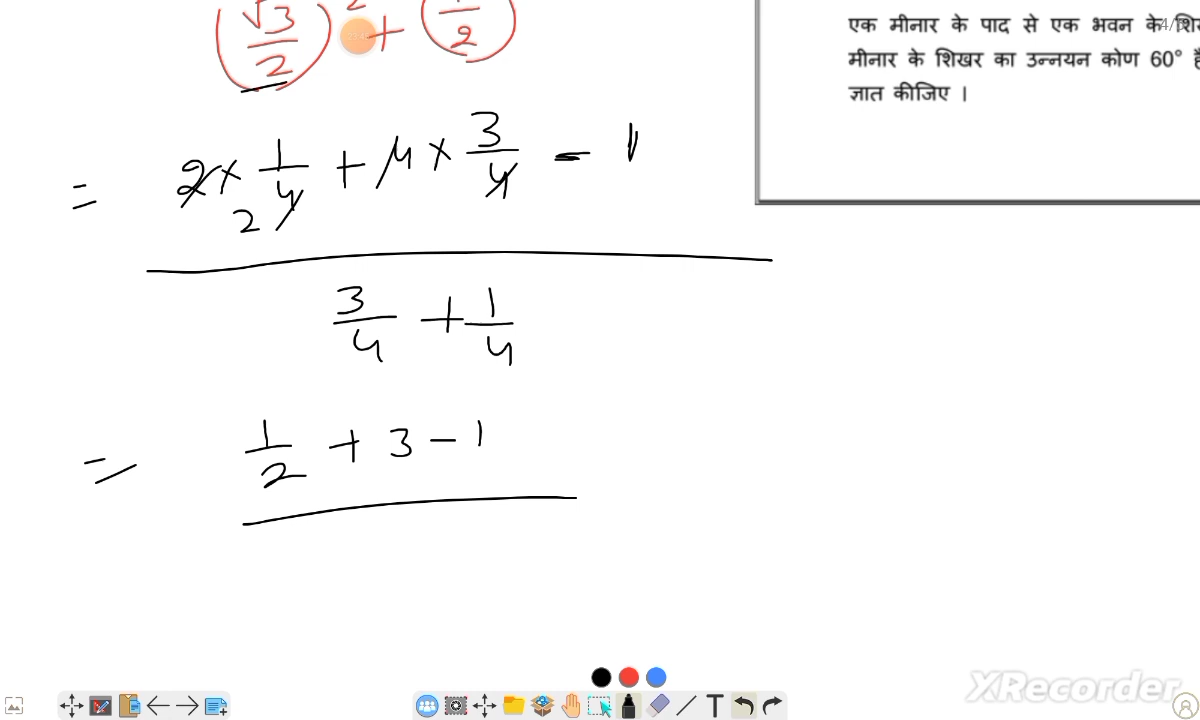 (√3/2)² + (1/2)
= (2 × 1/4 + 4 × 3/4 - 1) / (3/4 + 1/4)
= 1/2 + 3 - 1
एक मीनार के पाद से एक भवन के
मीनार के शिखर का उन्नयन कोण 60°
ज्ञात कीजिए ।
XRecorder